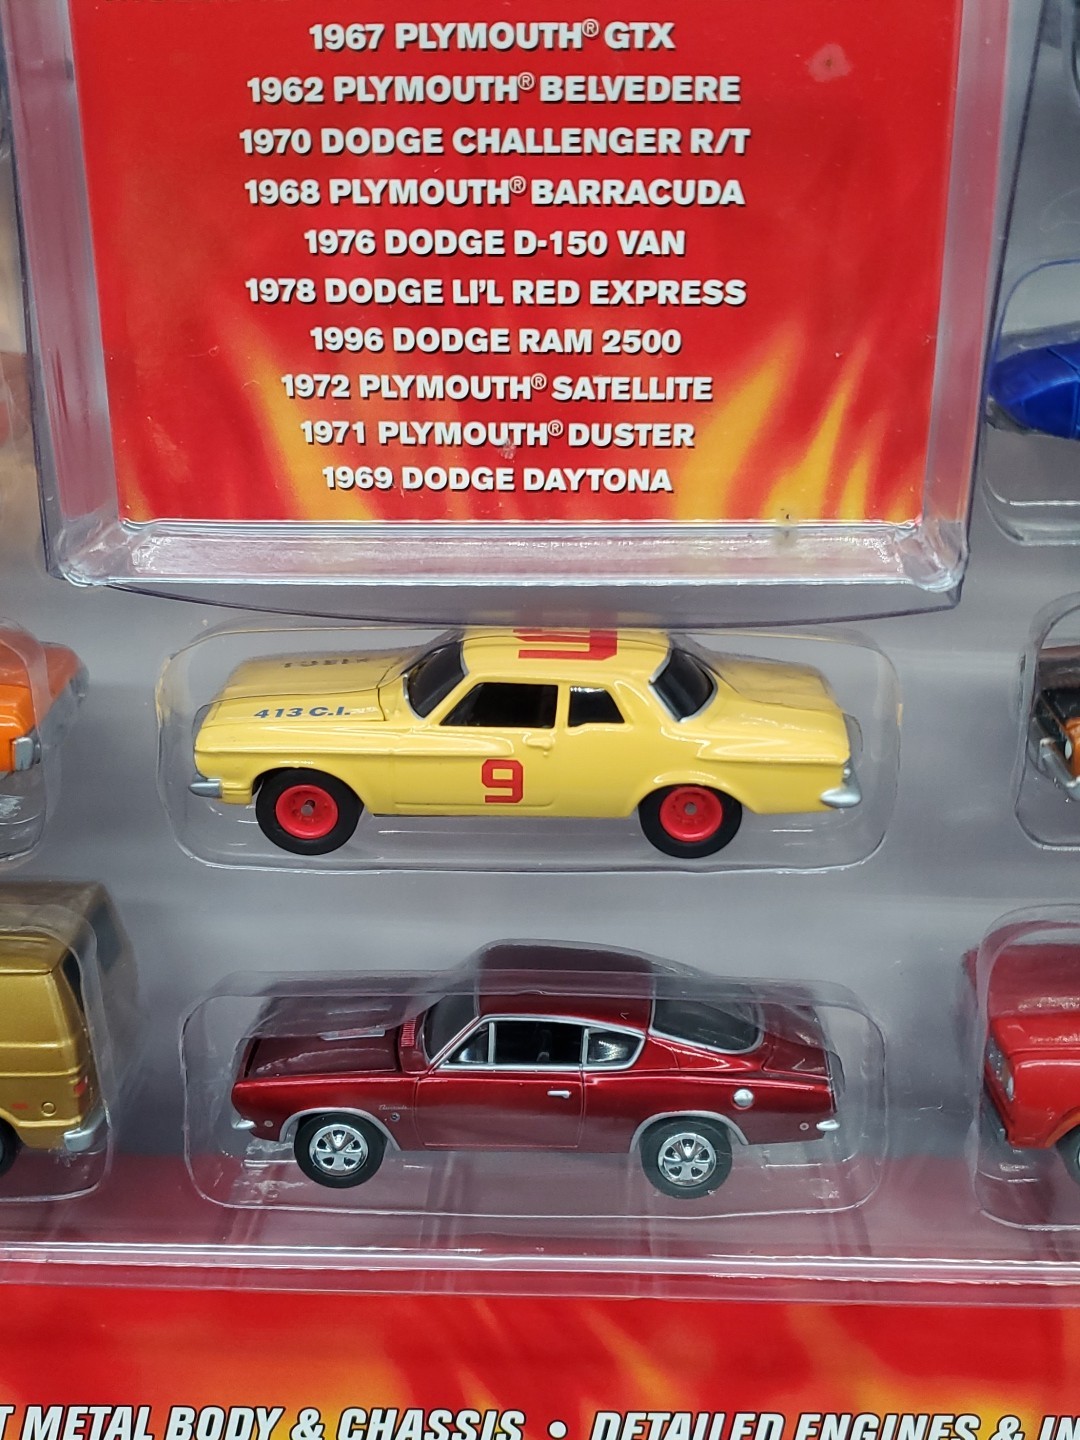 1967 PLYMOUTH® GTX
1962 PLYMOUTH® BELVEDERE
1970 DODGE CHALLENGER R/T
1968 PLYMOUTH® BARRACUDA
1976 DODGE D-150 VAN
1978 DODGE LI'L RED EXPRESS
1996 DODGE RAM 2500
1972 PLYMOUTH® SATELLITE
1971 PLYMOUTH® DUSTER
1969 DODGE DAYTONA
9
413 C.I.
9
METAL BODY & CHASSIS • DETAILED ENGINES & IN